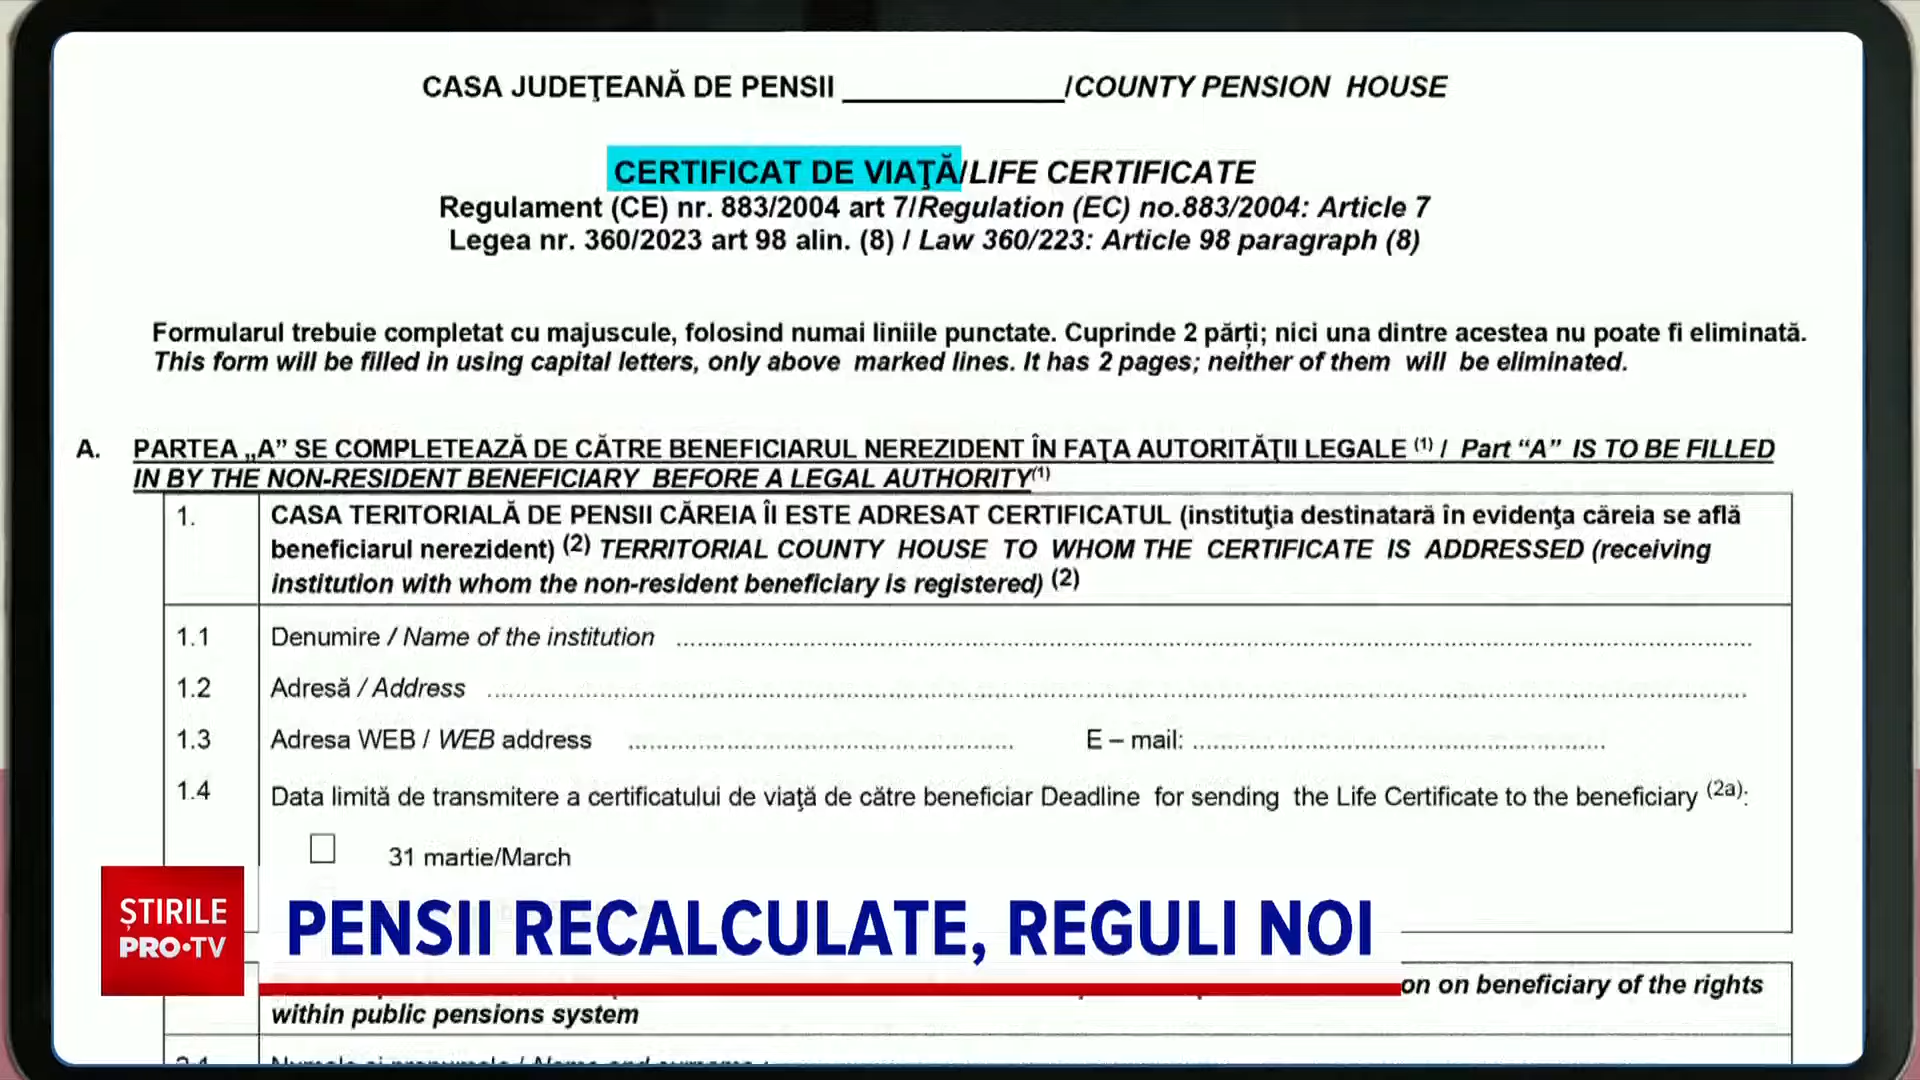 CASA JUDEŢEANĂ DE PENSII ______________/COUNTY PENSION HOUSE
CERTIFICAT DE VIAŢĂ/LIFE CERTIFICATE
Regulament (CE) nr. 883/2004 art 7/Regulation (EC) no.883/2004: Article 7
Legea nr. 360/2023 art 98 alin. (8) / Law 360/223: Article 98 paragraph (8)
Formularul trebuie completat cu majuscule, folosind numai liniile punctate. Cuprinde 2 părți; nici una dintre acestea nu poate fi eliminată.
This form will be filled in using capital letters, only above marked lines. It has 2 pages; neither of them will be eliminated.
A. PARTEA „A” SE COMPLETEAZĂ DE CĂTRE BENEFICIARUL NEREZIDENT ÎN FAŢA AUTORITĂŢII LEGALE (1) / Part “A” IS TO BE FILLED
IN BY THE NON-RESIDENT BENEFICIARY BEFORE A LEGAL AUTHORITY(1)
1. CASA TERITORIALĂ DE PENSII CĂREIA ÎI ESTE ADRESAT CERTIFICATUL (instituţia destinatară în evidenţa căreia se află
beneficiarul nerezident) (2) TERRITORIAL COUNTY HOUSE TO WHOM THE CERTIFICATE IS ADDRESSED (receiving
institution with whom the non-resident beneficiary is registered) (2)
1.1 Denumire / Name of the institution
1.2 Adresă / Address
1.3 Adresa WEB / WEB address E – mail:
1.4 Data limită de transmitere a certificatului de viaţă de către beneficiar Deadline for sending the Life Certificate to the beneficiary (2a):
31 martie/March
ȘTIRILE
PRO•TV
PENSII RECALCULATE, REGULI NOI
on on beneficiary of the rights
within public pensions system